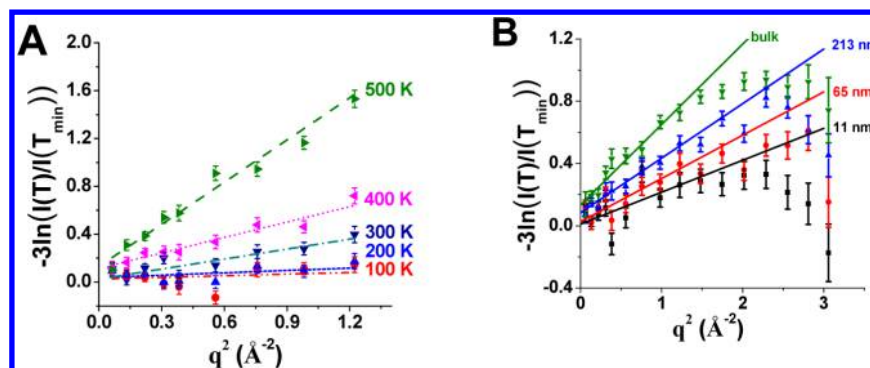 A
-3ln(I(T)/I(T_min))
2.0
1.6
1.2
0.8
0.4
0.0
500 K
400 K
300 K
200 K
100 K
0.0 0.3 0.6 0.9 1.2
q² (Å⁻²)
B
-3ln(I(T)/I(T_min))
1.2
0.8
0.4
0.0
-0.4
bulk
213 nm
65 nm
11 nm
0 1 2 3
q² (Å⁻²)